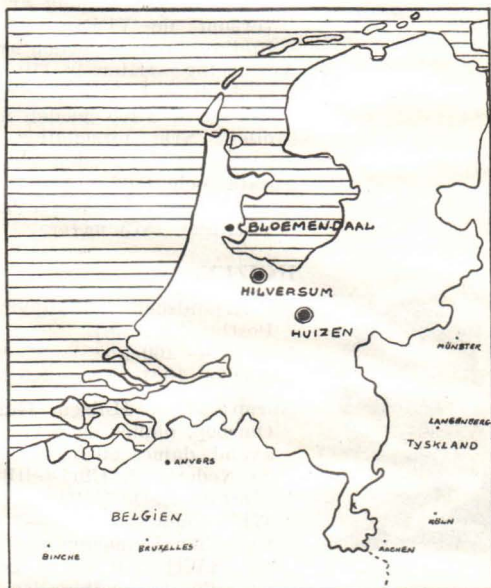 BLOEMENDAAL
HILVERSUM
HUIZEN
MÜNSTER
LANGENBERG
TYSKLAND
ANVERS
BELGIEN
KÖLN
BRUXELLES
BINCHE
AACHEN